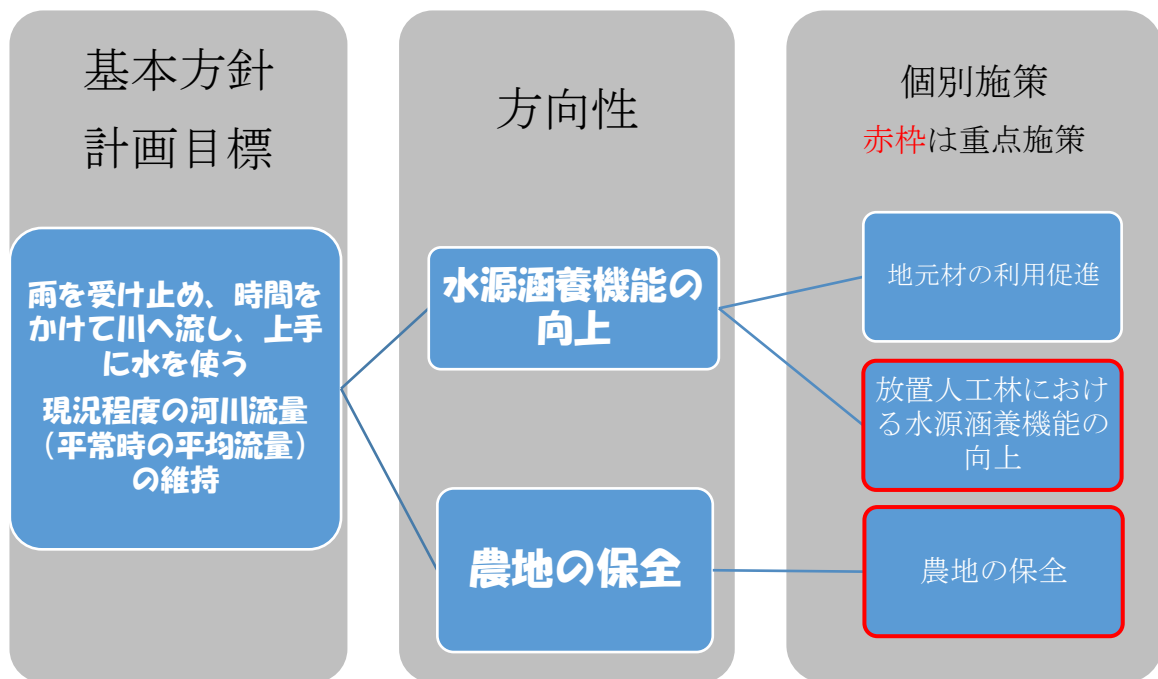 基本方針
計画目標
雨を受け止め、時間を
かけて川へ流し、上手
に水を使う
現況程度の河川流量
（平常時の平均流量）
の維持
方向性
水源涵養機能の
向上
農地の保全
個別施策
赤枠は重点施策
地元材の利用促進
放置人工林におけ
る水源涵養機能の
向上
農地の保全